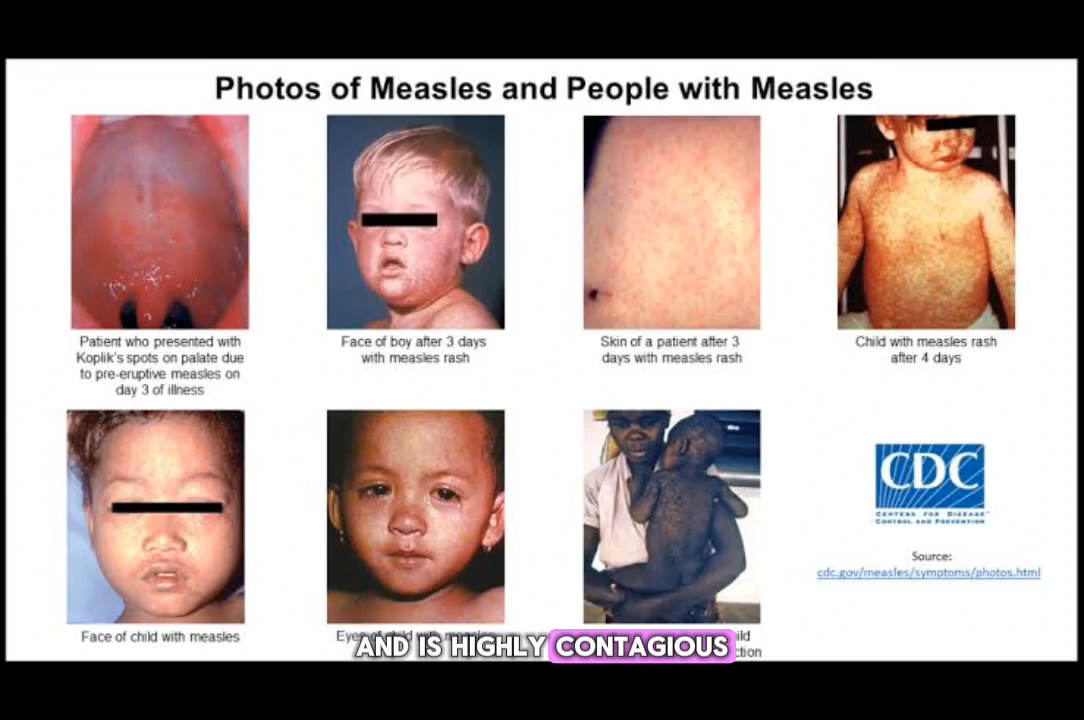 Photos of Measles and People with Measles
Patient who presented with
Koplik's spots on palate due
to pre-eruptive measles on
day 3 of illness
Face of boy after 3 days
with measles rash
Skin of a patient after 3
days with measles rash
Child with measles rash
after 4 days
CDC
CENTERS FOR DISEASE™
CONTROL AND PREVENTION
Source:
cdc.gov/measles/symptoms/photos.html
Face of child with measles
AND IS HIGHLY CONTAGIOUS